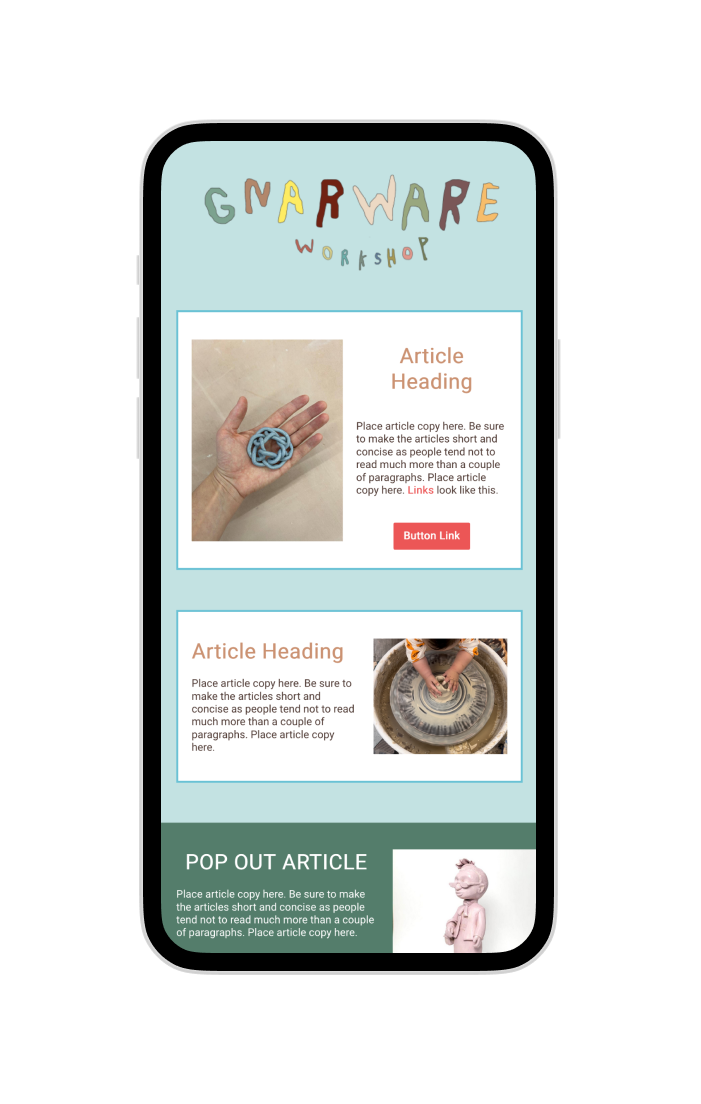 GNARWARE
WORKSHOP
Article
Heading
Place article copy here. Be sure
to make the articles short and
concise as people tend not to
read much more than a couple
of paragraphs. Place article
copy here. Links look like this.
Button Link
Article Heading
Place article copy here. Be sure to
make the articles short and
concise as people tend not to read
much more than a couple of
paragraphs. Place article copy
here.
POP OUT ARTICLE
Place article copy here. Be sure to make
the articles short and concise as people
tend not to read much more than a couple
of paragraphs. Place article copy here.